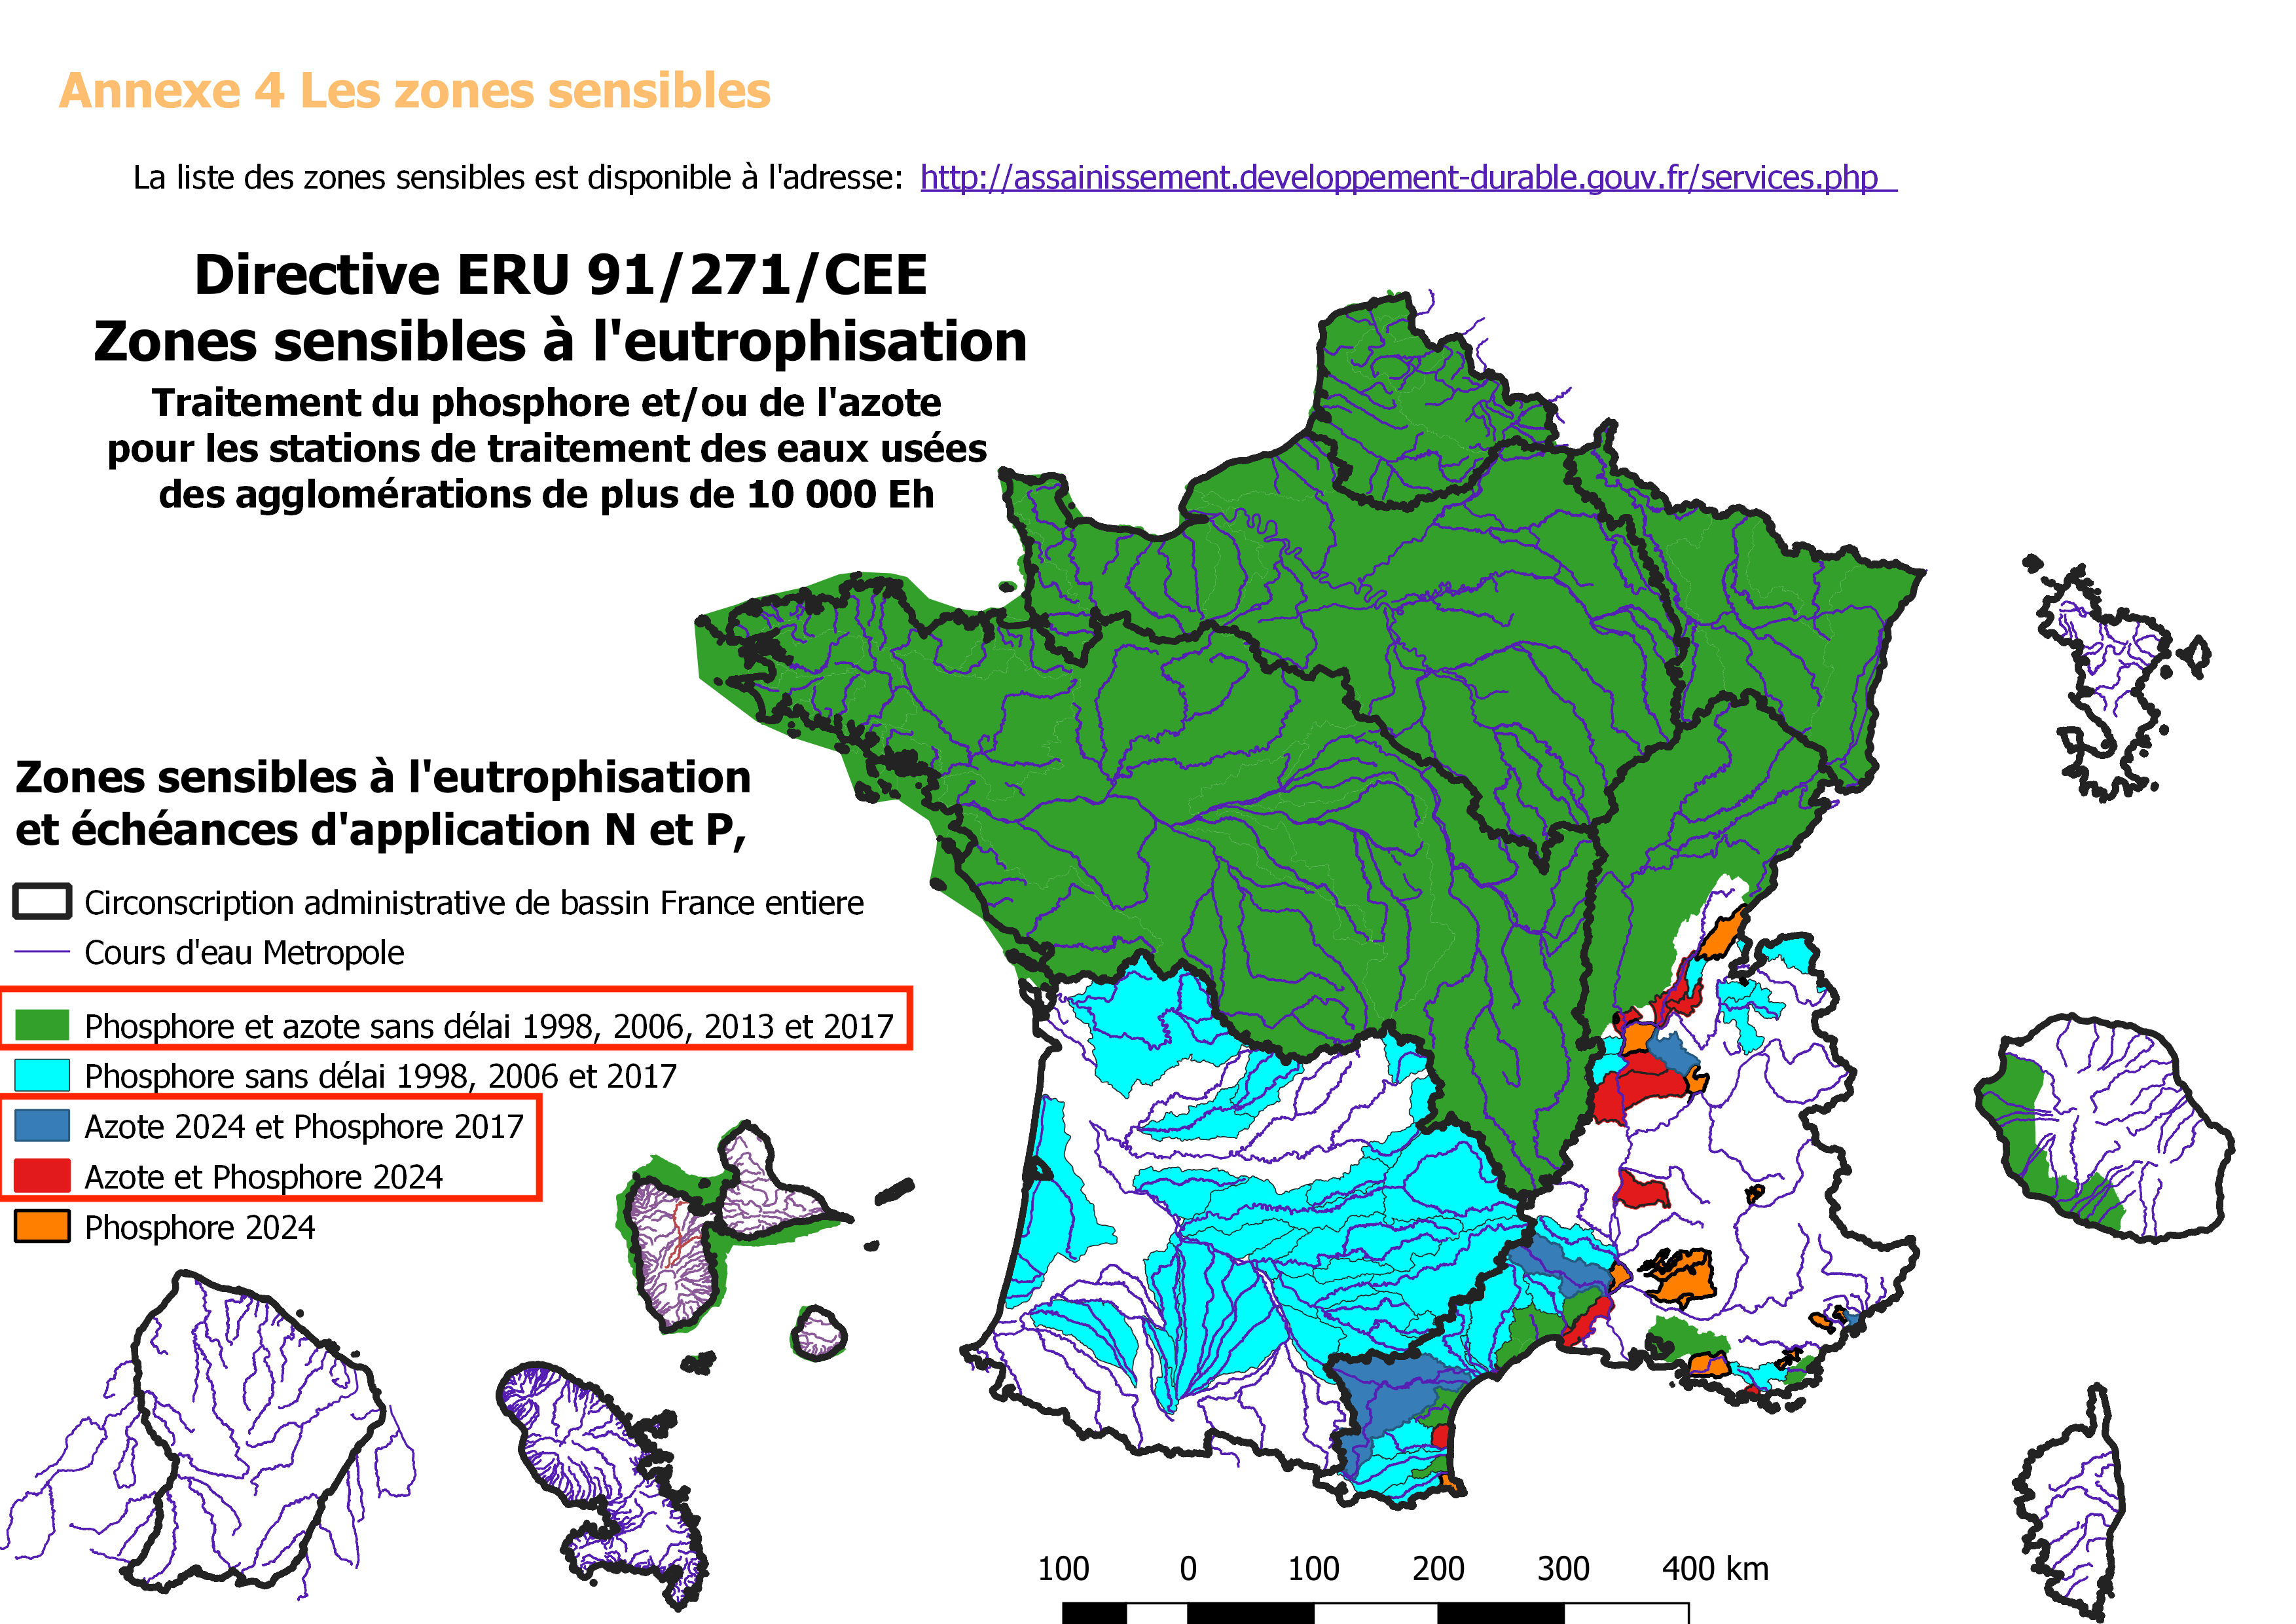 Annexe 4 Les zones sensibles
La liste des zones sensibles est disponible à l'adresse: http://assainissement.developpement-durable.gouv.fr/services.php
Directive ERU 91/271/CEE
Zones sensibles à l'eutrophisation
Traitement du phosphore et/ou de l'azote
pour les stations de traitement des eaux usées
des agglomérations de plus de 10 000 Eh
Zones sensibles à l'eutrophisation
et échéances d'application N et P,
Circonscription administrative de bassin France entiere
Cours d'eau Metropole
Phosphore et azote sans délai 1998, 2006, 2013 et 2017
Phosphore sans délai 1998, 2006 et 2017
Azote 2024 et Phosphore 2017
Azote et Phosphore 2024
Phosphore 2024
100 0 100 200 300 400 km